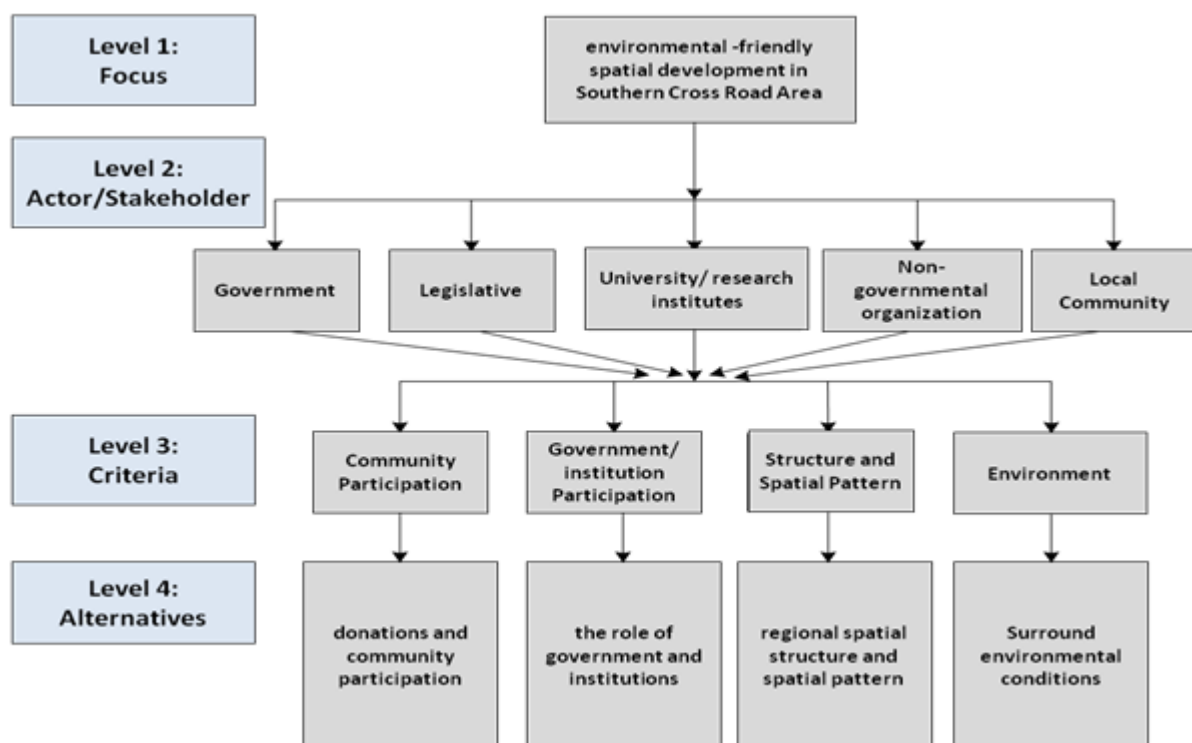 Level 1:
Focus
environmental -friendly
spatial development in
Southern Cross Road Area
Level 2:
Actor/Stakeholder
Government
Legislative
University/ research
institutes
Non-
governmental
organization
Local
Community
Level 3:
Criteria
Community
Participation
Government/
institution
Participation
Structure and
Spatial Pattern
Environment
Level 4:
Alternatives
donations and
community
participation
the role of
government and
institutions
regional spatial
structure and
spatial pattern
Surround
environmental
conditions